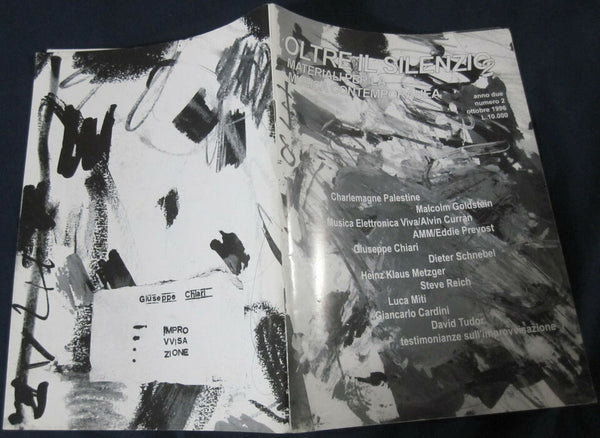 OLTRE IL SILENZIO
2
MATERIALI PER LA
MUSICA CONTEMPORANEA
anno due
numero 2
ottobre 1996
L.10.000
Charlemagne Palestine
Malcolm Goldstein
Musica Elettronica Viva/Alvin Curran
AMM/Eddie Prevost
Giuseppe Chiari
Dieter Schnebel
Heinz Klaus Metzger
Steve Reich
Luca Miti
Giancarlo Cardini
David Tudor
testimonianze sull'improvvisazione
Giuseppe Chiari
IMPRO
VVISA
ZIONE